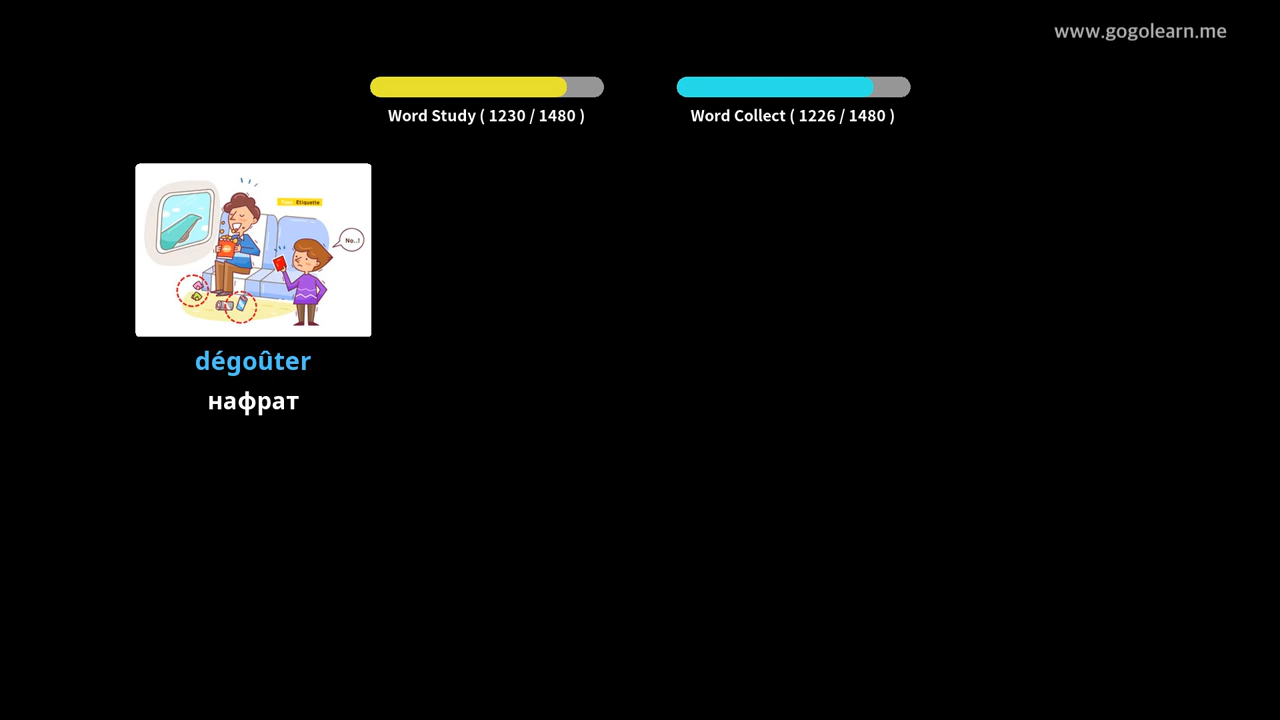 www.gogolearn.me
Word Study ( 1230 / 1480 )
Word Collect ( 1226 / 1480 )
Etiquette
No..!
dégoûter
нафрат